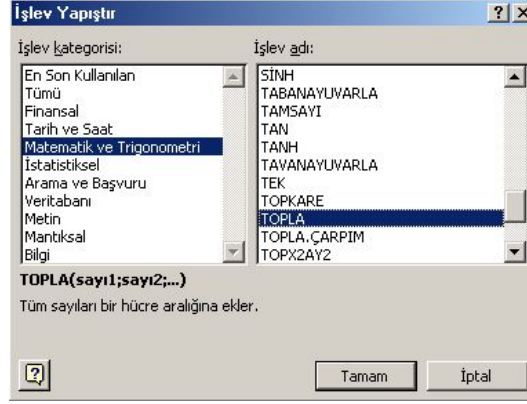 İşlev Yapıştır
İşlev kategorisi:
En Son Kullanılan
Tümü
Finansal
Tarih ve Saat
Matematik ve Trigonometri
İstatistiksel
Arama ve Başvuru
Veritabanı
Metin
Mantıksal
Bilgi
İşlev adı:
SİNH
TABANAYUVARLA
TAMSAYI
TAN
TANH
TAVANAYUVARLA
TEK
TOPKARE
TOPLA
TOPLA.ÇARPIM
TOPX2AY2
TOPLA(sayı1;sayı2;...)
Tüm sayıları bir hücre aralığına ekler.
Tamam
İptal